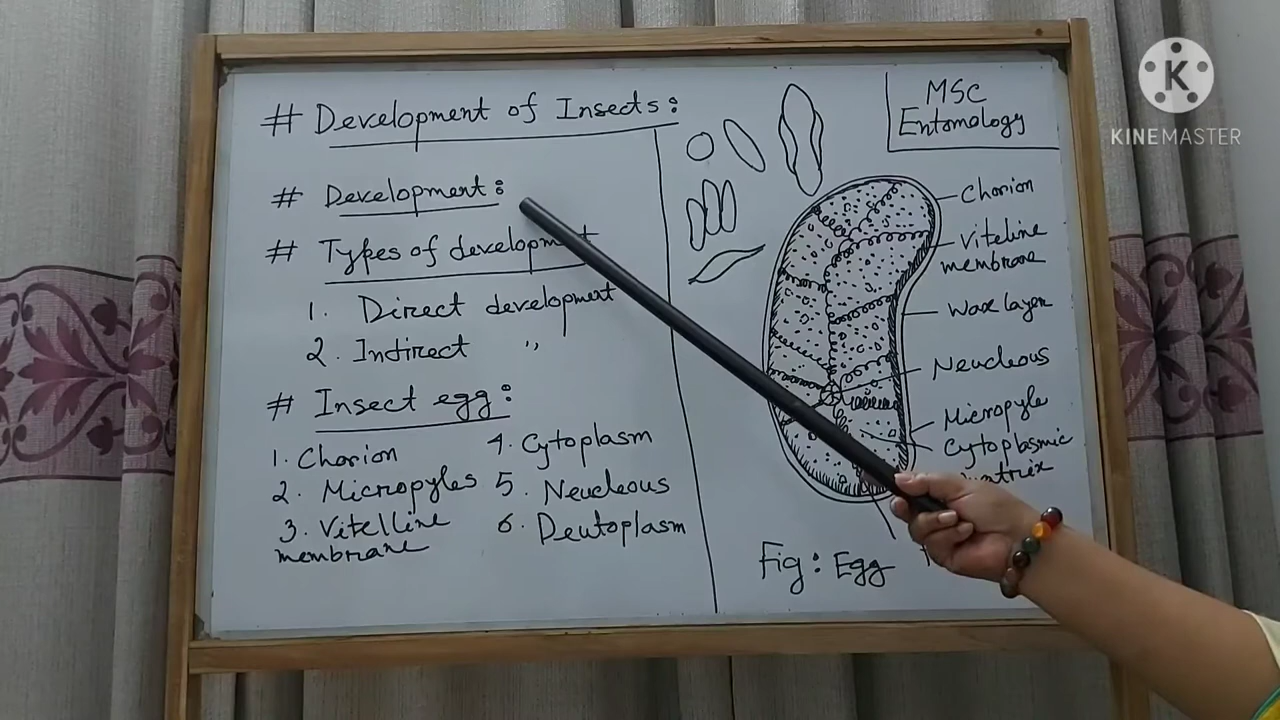 # Development of Insects:
# Development:
# Types of development
1. Direct development
2. Indirect "
# Insect egg:
1. Chorion
2. Micropyles
3. Vitelline
membrane
4. Cytoplasm
5. Neucleous
6. Deutoplasm
MSC
Entomology
Chorion
Viteline
membrane
Wax layer
Neucleous
Micropyle
Cytoplasmic
Fig: Egg
K
KINEMASTER